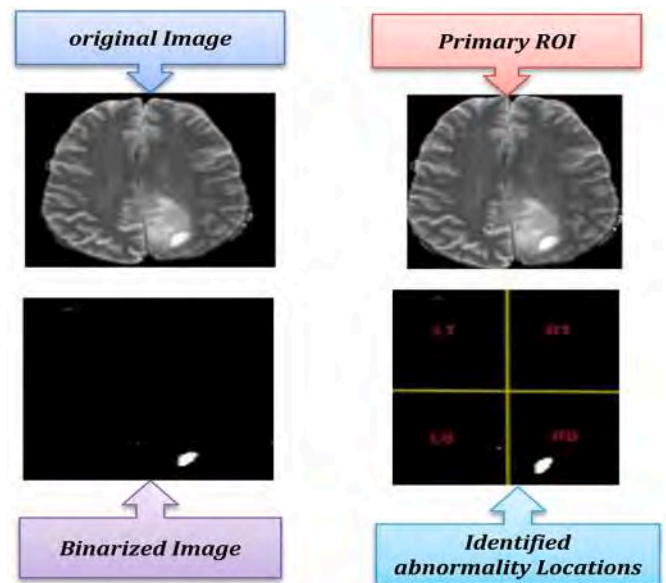 original Image
Primary ROI
Binarized Image
Identified
abnormality Locations